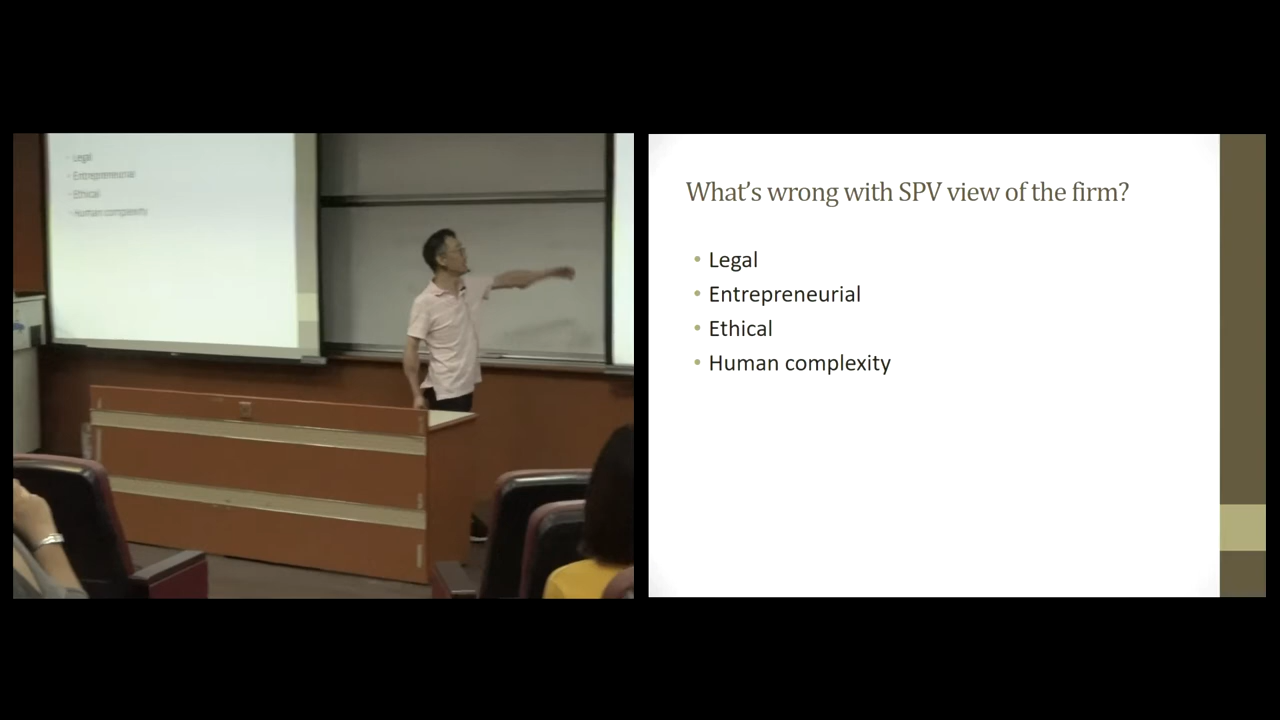 Legal
Entrepreneurial
Ethical
Human complexity
What's wrong with SPV view of the firm?
• Legal
• Entrepreneurial
• Ethical
• Human complexity